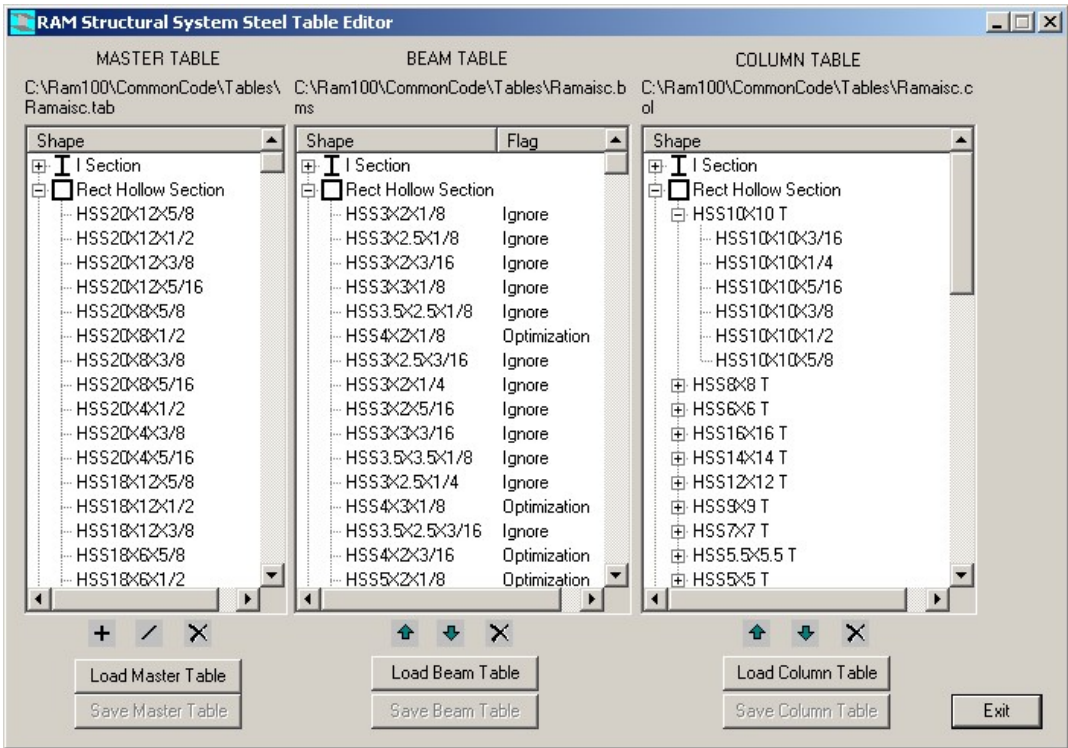 RAM Structural System Steel Table Editor
MASTER TABLE
C:\Ram100\CommonCode\Tables\
Ramaisc.tab
Shape
I Section
Rect Hollow Section
HSS20X12X5/8
HSS20X12X1/2
HSS20X12X3/8
HSS20X12X5/16
HSS20X8X5/8
HSS20X8X1/2
HSS20X8X3/8
HSS20X8X5/16
HSS20X4X1/2
HSS20X4X3/8
HSS20X4X5/16
HSS18X12X5/8
HSS18X12X1/2
HSS18X12X3/8
HSS18X6X5/8
HSS18X6X1/2
Load Master Table
Save Master Table
BEAM TABLE
C:\Ram100\CommonCode\Tables\Ramaisc.b
ms
Shape Flag
I Section
Rect Hollow Section
HSS3X2X1/8 Ignore
HSS3X2.5X1/8 Ignore
HSS3X2X3/16 Ignore
HSS3X3X1/8 Ignore
HSS3.5X2.5X1/8 Ignore
HSS4X2X1/8 Optimization
HSS3X2.5X3/16 Ignore
HSS3X2X1/4 Ignore
HSS3X2X5/16 Ignore
HSS3X3X3/16 Ignore
HSS3.5X3.5X1/8 Ignore
HSS3X2.5X1/4 Ignore
HSS4X3X1/8 Optimization
HSS3.5X2.5X3/16 Ignore
HSS4X2X3/16 Optimization
HSS5X2X1/8 Optimization
Load Beam Table
Save Beam Table
COLUMN TABLE
C:\Ram100\CommonCode\Tables\Ramaisc.c
ol
Shape
I Section
Rect Hollow Section
HSS10X10 T
HSS10X10X3/16
HSS10X10X1/4
HSS10X10X5/16
HSS10X10X3/8
HSS10X10X1/2
HSS10X10X5/8
HSS8X8 T
HSS6X6 T
HSS16X16 T
HSS14X14 T
HSS12X12 T
HSS9X9 T
HSS7X7 T
HSS5.5X5.5 T
HSS5X5 T
Load Column Table
Save Column Table
Exit